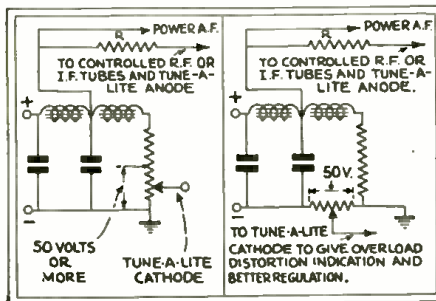 R
POWER A.F.
TO CONTROLLED R.F. OR
I.F. TUBES AND TUNE-A-
LITE ANODE
+
-
50 VOLTS
OR
MORE
TUNE-A-LITE
CATHODE
R
POWER A.F.
TO CONTROLLED R.F. OR
I.F. TUBES AND TUNE-A-
LITE ANODE.
+
50V.
-
TO TUNE-A-LITE
CATHODE TO GIVE OVERLOAD
DISTORTION INDICATION AND
BETTER REGULATION.